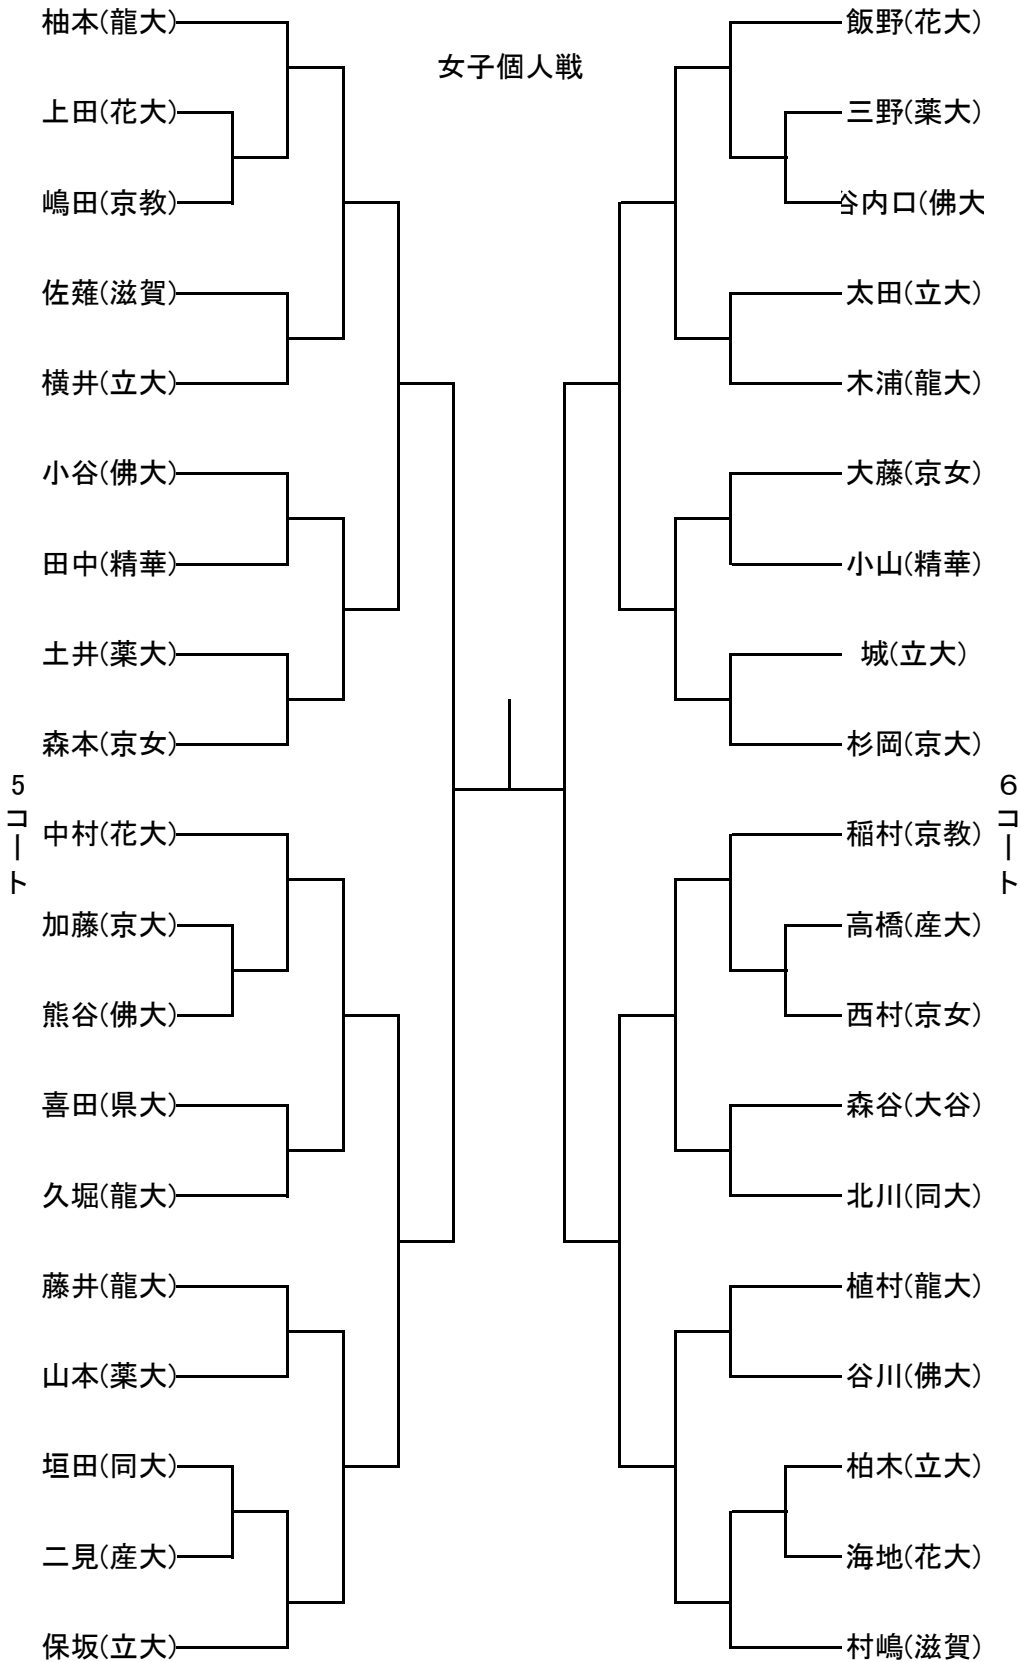 女子個人戦
柚本(龍大)
上田(花大)
嶋田(京教)
佐薙(滋賀)
横井(立大)
小谷(佛大)
田中(精華)
土井(薬大)
森本(京女)
5コート
中村(花大)
加藤(京大)
熊谷(佛大)
喜田(県大)
久堀(龍大)
藤井(龍大)
山本(薬大)
垣田(同大)
二見(産大)
保坂(立大)
飯野(花大)
三野(薬大)
谷内口(佛大
太田(立大)
木浦(龍大)
大藤(京女)
小山(精華)
城(立大)
杉岡(京大)
6コート
稲村(京教)
高橋(産大)
西村(京女)
森谷(大谷)
北川(同大)
植村(龍大)
谷川(佛大)
柏木(立大)
海地(花大)
村嶋(滋賀)